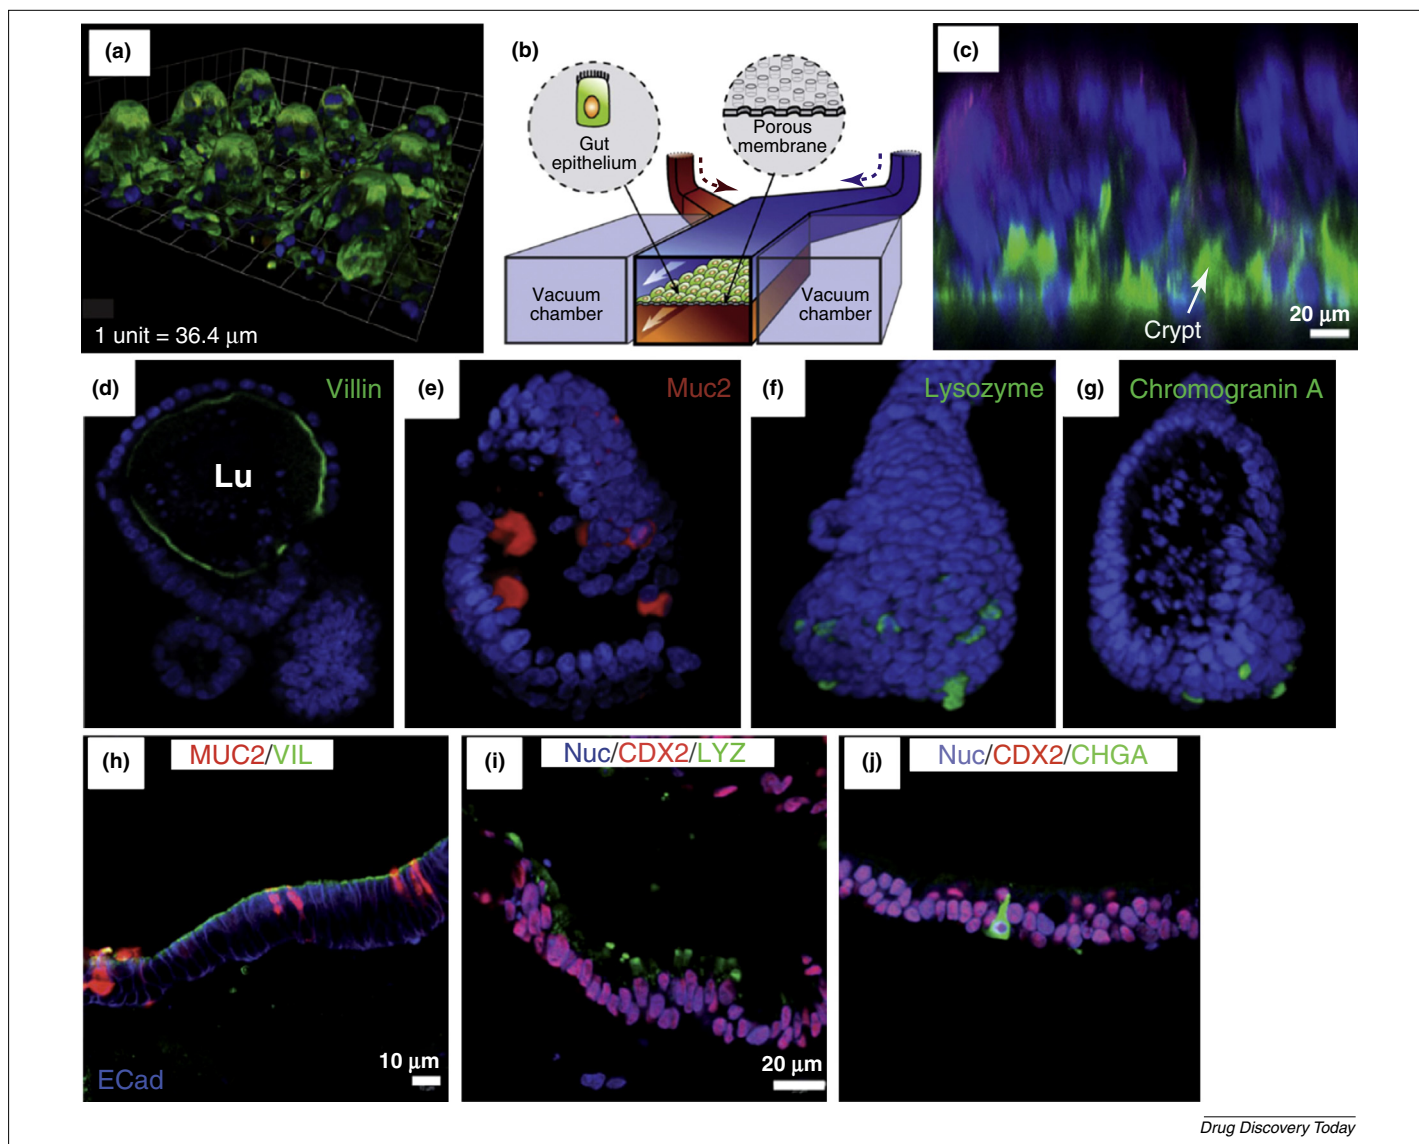 (a)
1 unit = 36.4 μm
(b)
Gut
epithelium
Porous
membrane
Vacuum
chamber
Vacuum
chamber
(c)
Crypt
20 μm
(d)
Villin
Lu
(e)
Muc2
(f)
Lysozyme
(g)
Chromogranin A
(h)
MUC2/VIL
ECad
10 μm
(i)
Nuc/CDX2/LYZ
20 μm
(j)
Nuc/CDX2/CHGA
Drug Discovery Today